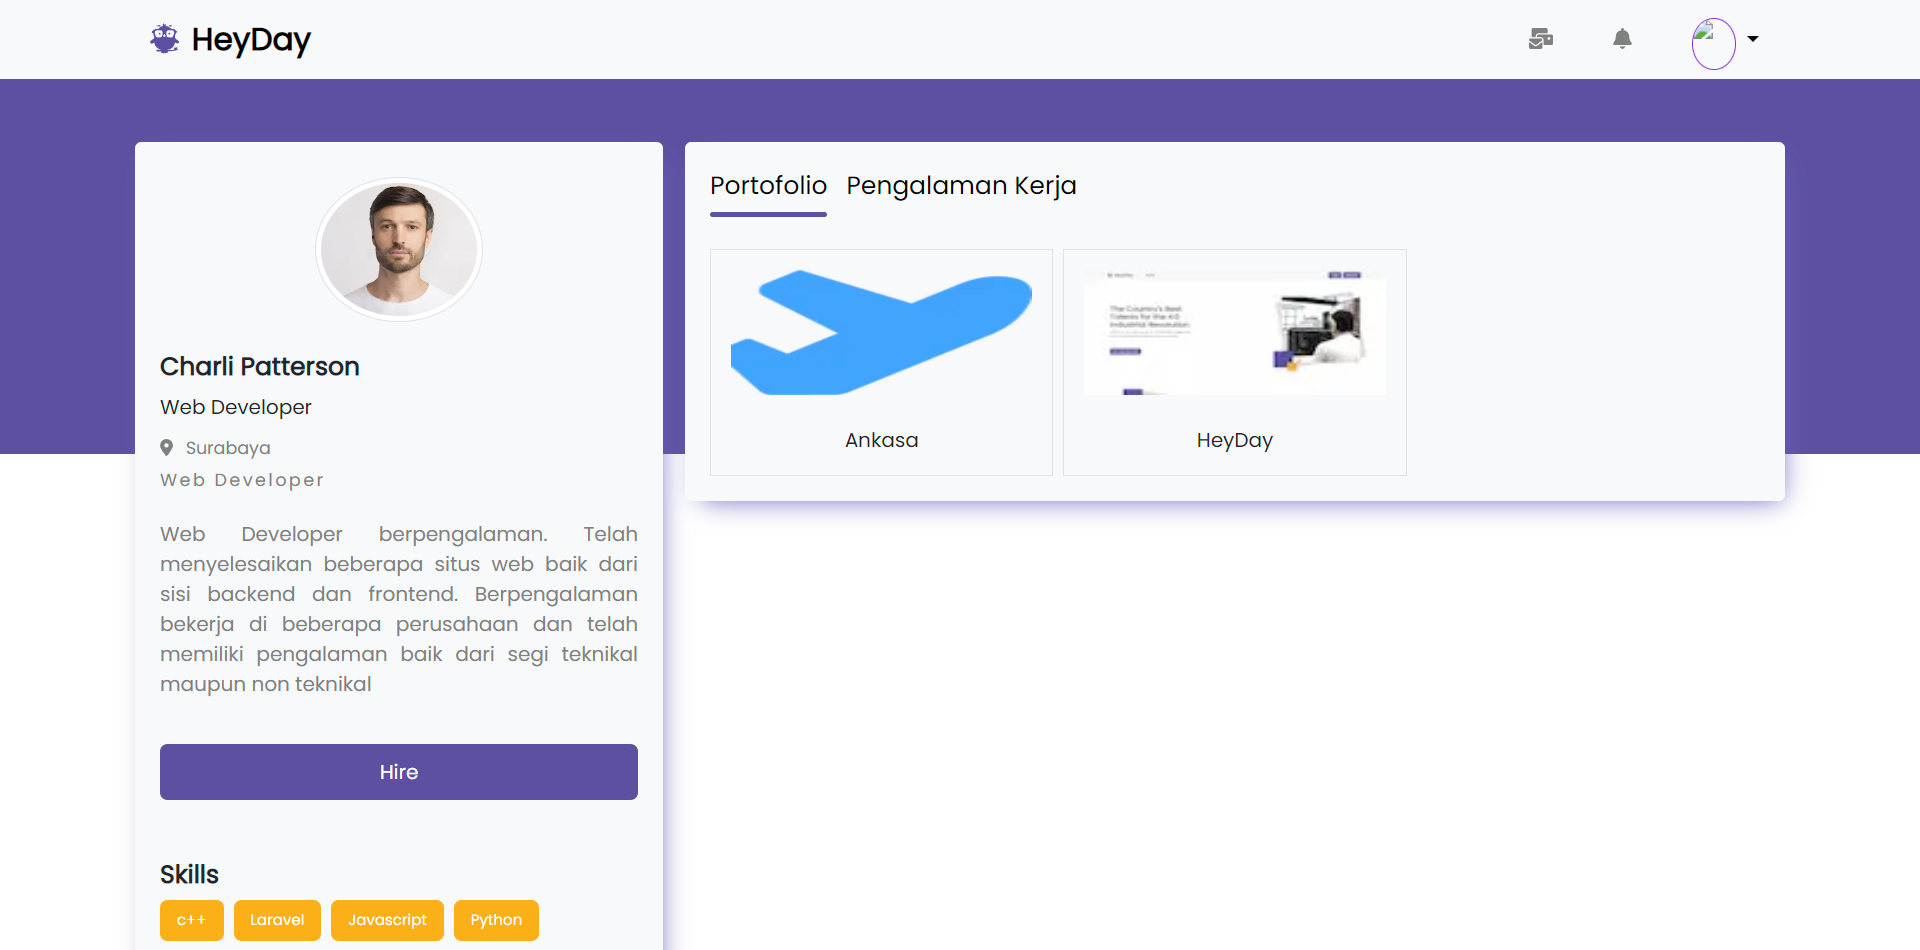 HeyDay
Charli Patterson
Web Developer
Surabaya
Web Developer
Web Developer berpengalaman. Telah
menyelesaikan beberapa situs web baik dari
sisi backend dan frontend. Berpengalaman
bekerja di beberapa perusahaan dan telah
memiliki pengalaman baik dari segi teknikal
maupun non teknikal
Hire
Skills
c++ Laravel Javascript Python
Portofolio Pengalaman Kerja
Ankasa
The Country's Best
Talents for the 4.0
Industrial Revolution
HeyDay